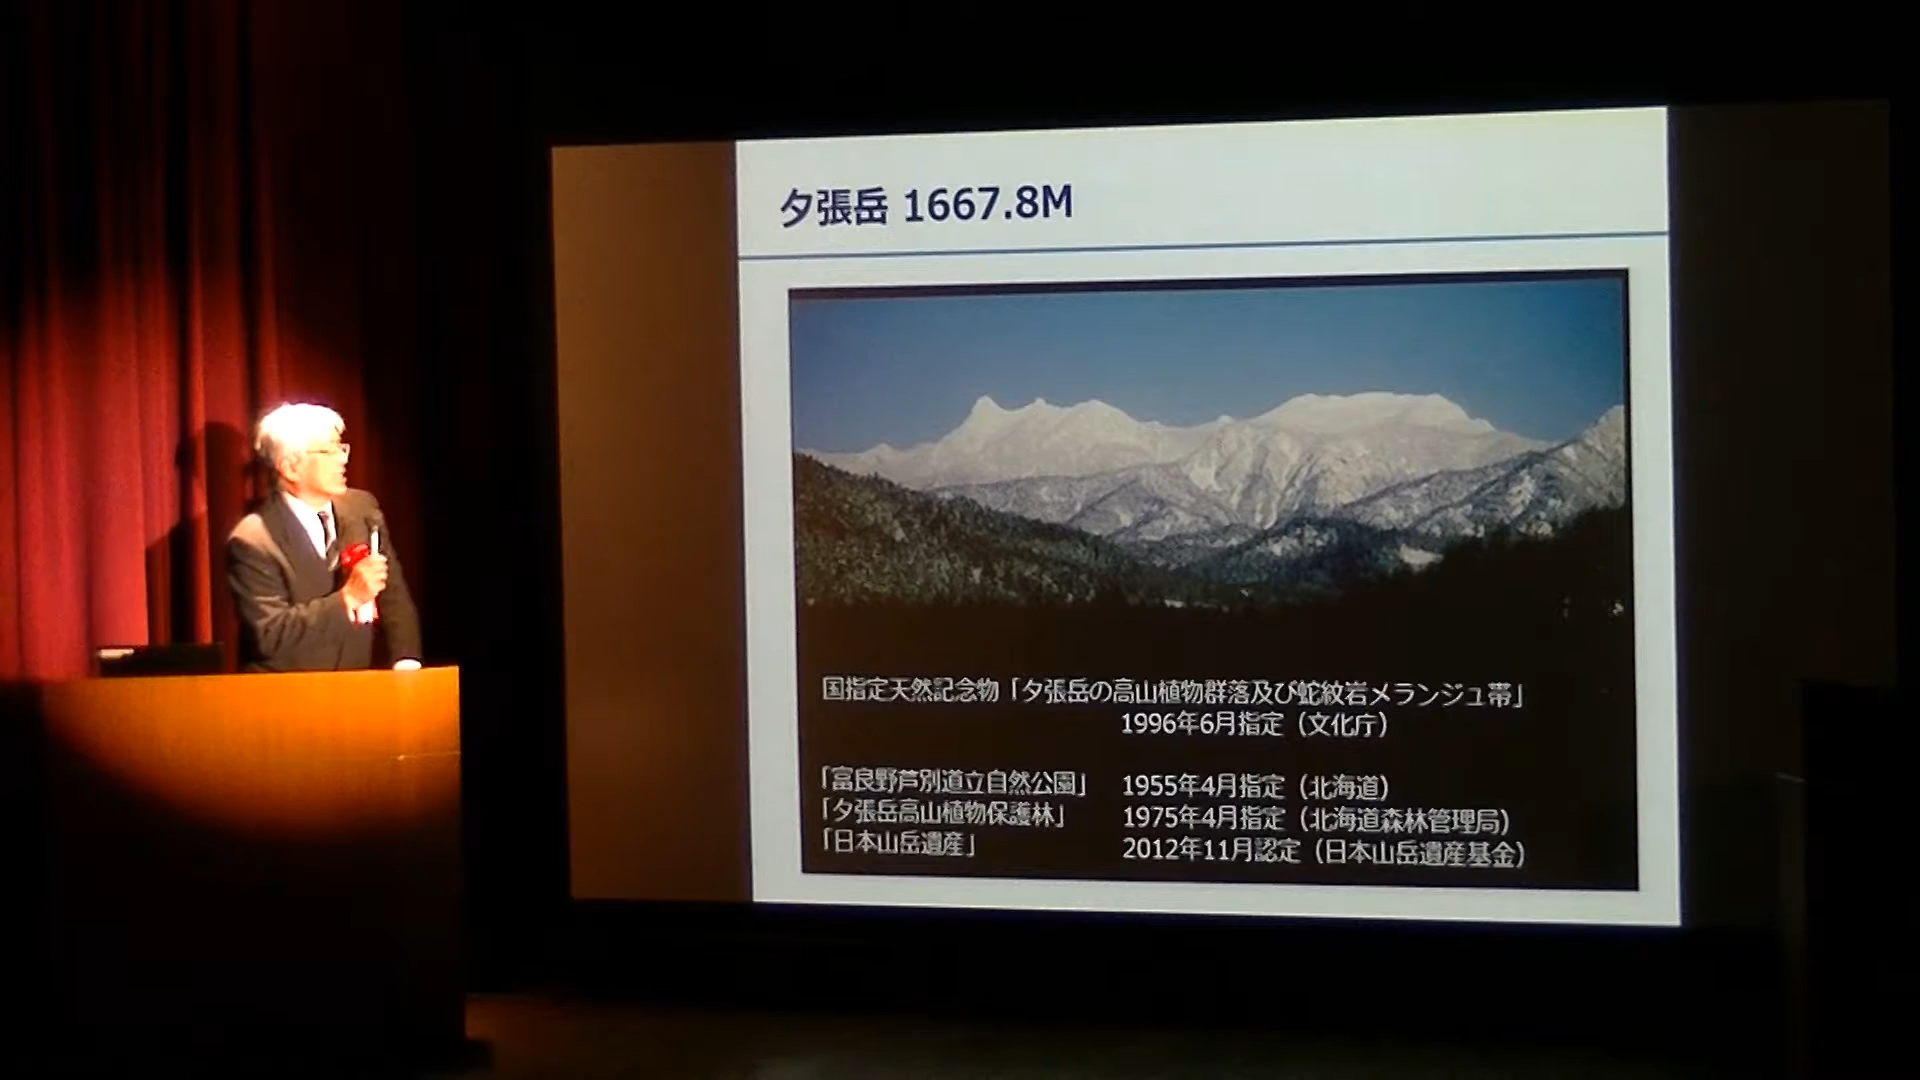 夕張岳 1667.8M
国指定天然記念物「夕張岳の高山植物群落及び蛇紋岩メランジュ帯」
1996年6月指定（文化庁）
「富良野芦別道立自然公園」 1955年4月指定（北海道）
「夕張岳高山植物保護林」 1975年4月指定（北海道森林管理局）
「日本山岳遺産」 2012年11月認定（日本山岳遺産基金）